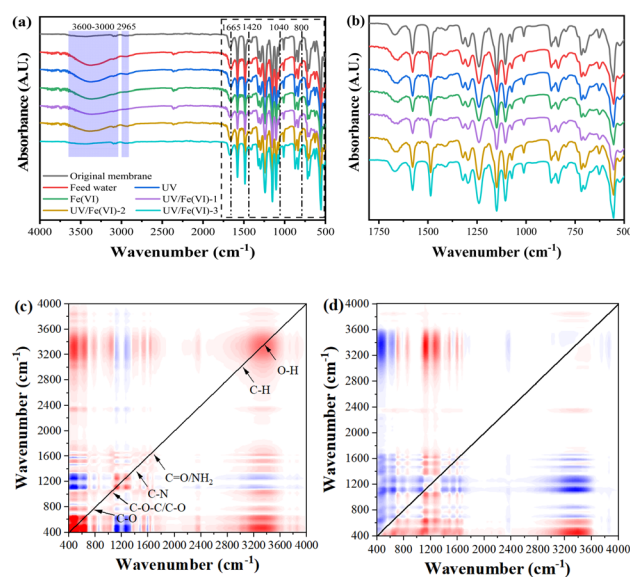 (a) 3600-3000 2965 1665 1420 1040 800
Absorbance (A.U.)
Original membrane
Feed water UV
Fe(VI) UV/Fe(VI)-1
UV/Fe(VI)-2 UV/Fe(VI)-3
4000 3500 3000 2500 2000 1500 1000 500
Wavenumber (cm-1)
(b)
Absorbance (A.U.)
1750 1500 1250 1000 750 500
Wavenumber (cm-1)
(c)
Wavenumber (cm-1)
4000
3600
3200
2800
2400
2000
1600
1200
800
400
O-H
C-H
C=O/NH2
C-N
C-O-C/C-O
C-O
400 800 1200 1600 2000 2400 2800 3200 3600 4000
Wavenumber (cm-1)
(d)
Wavenumber (cm-1)
4000
3600
3200
2800
2400
2000
1600
1200
800
400
400 800 1200 1600 2000 2400 2800 3200 3600 4000
Wavenumber (cm-1)